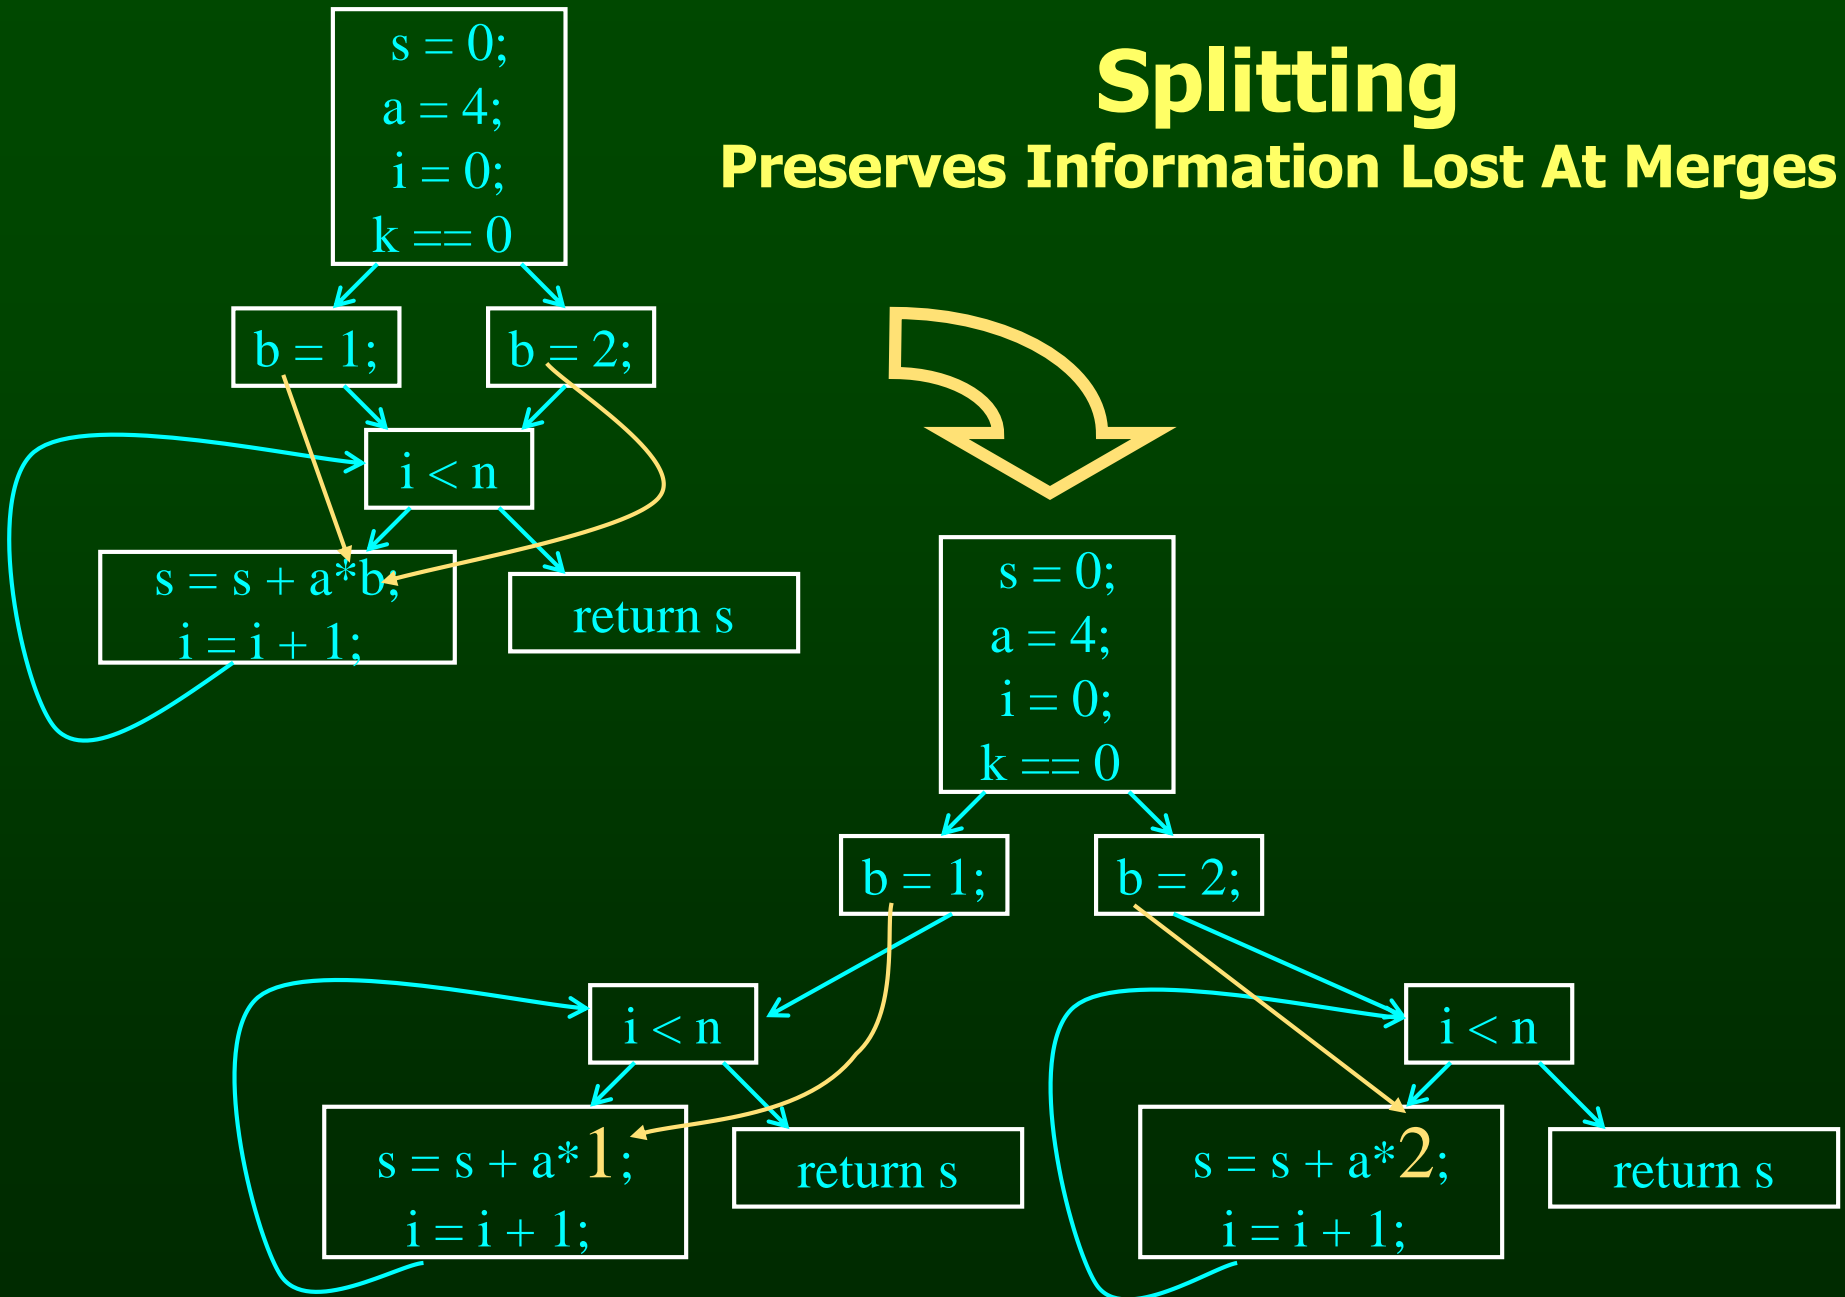 Splitting
Preserves Information Lost At Merges
s = 0;
a = 4;
i = 0;
k == 0
b = 1;
b = 2;
i < n
s = s + a*b;
i = i + 1;
return s
s = 0;
a = 4;
i = 0;
k == 0
b = 1;
b = 2;
i < n
s = s + a*1;
i = i + 1;
return s
i < n
s = s + a*2;
i = i + 1;
return s